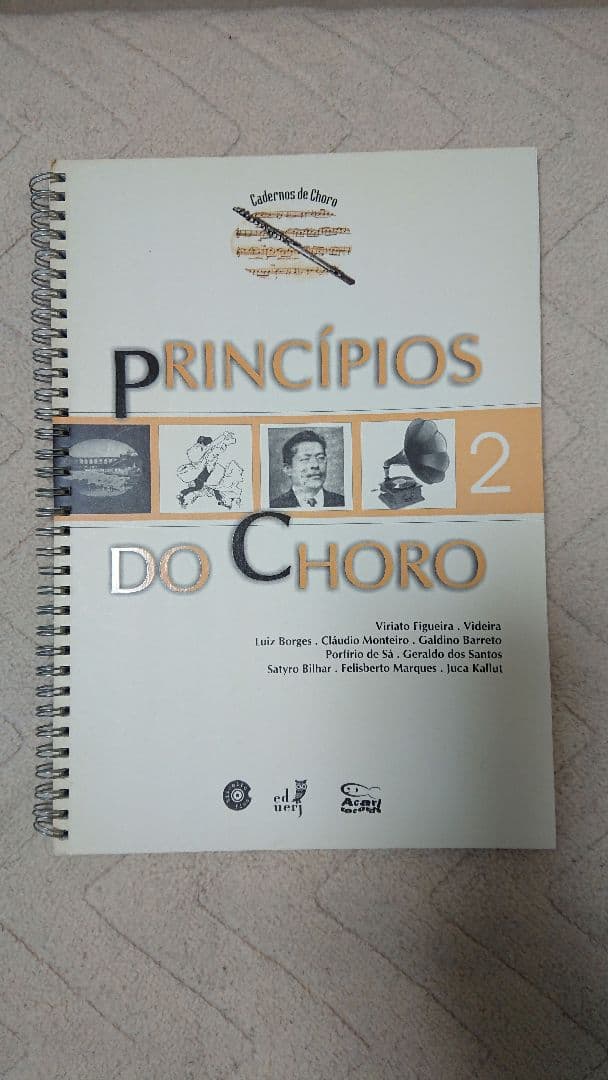 Cadernos de Choro
PRINCÍPIOS
2
DO CHORO
Viriato Figueira . Videira
Luiz Borges . Cláudio Monteiro . Galdino Barreto
Porfírio de Sá . Geraldo dos Santos
Satyro Bilhar . Felisberto Marques . Juca Kallut
ed
uerj
Acari
records